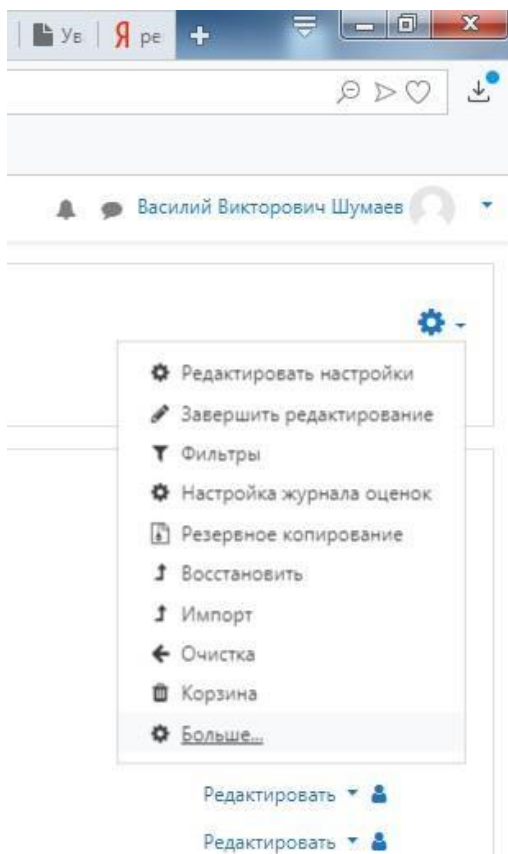 Ув Я ре
Василий Викторович Шумаев
Редактировать настройки
Завершить редактирование
Фильтры
Настройка журнала оценок
Резервное копирование
Восстановить
Импорт
Очистка
Корзина
Больше...
Редактировать
Редактировать